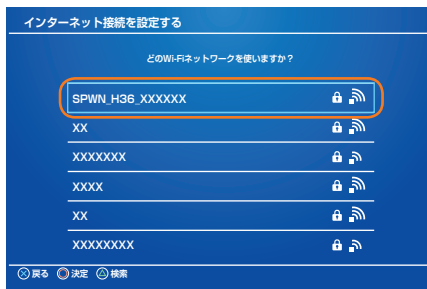 インターネット接続を設定する
どのWi-Fiネットワークを使いますか？
SPWN_H36_XXXXXX
XX
XXXXXXX
XXXX
XX
XXXXXXXX
戻る 決定 検索